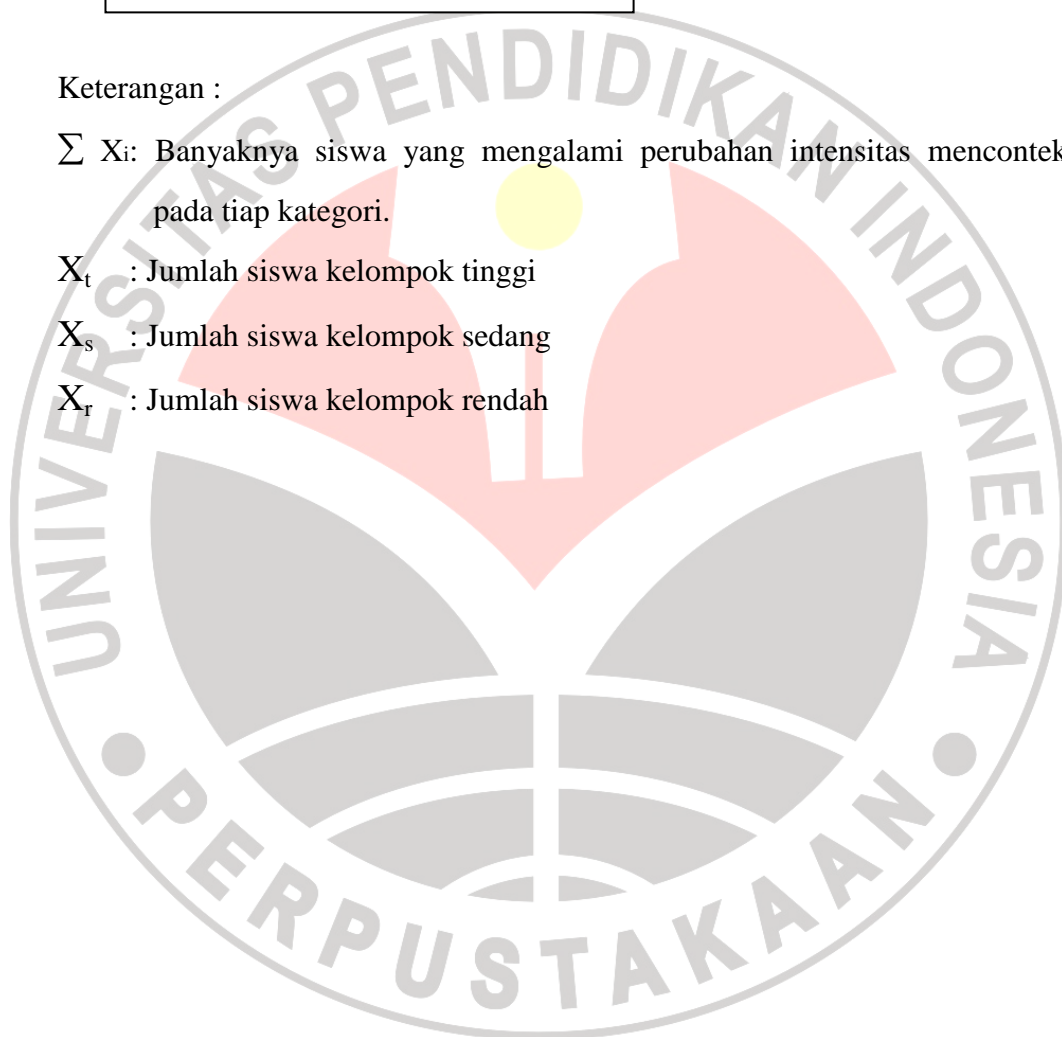 Keterangan :
∑ Xi: Banyaknya siswa yang mengalami perubahan intensitas mencontek
pada tiap kategori.
Xt : Jumlah siswa kelompok tinggi
Xs : Jumlah siswa kelompok sedang
Xr : Jumlah siswa kelompok rendah
UNIVERSITAS PENDIDIKAN INDONESIA
PERPUSTAKAAN